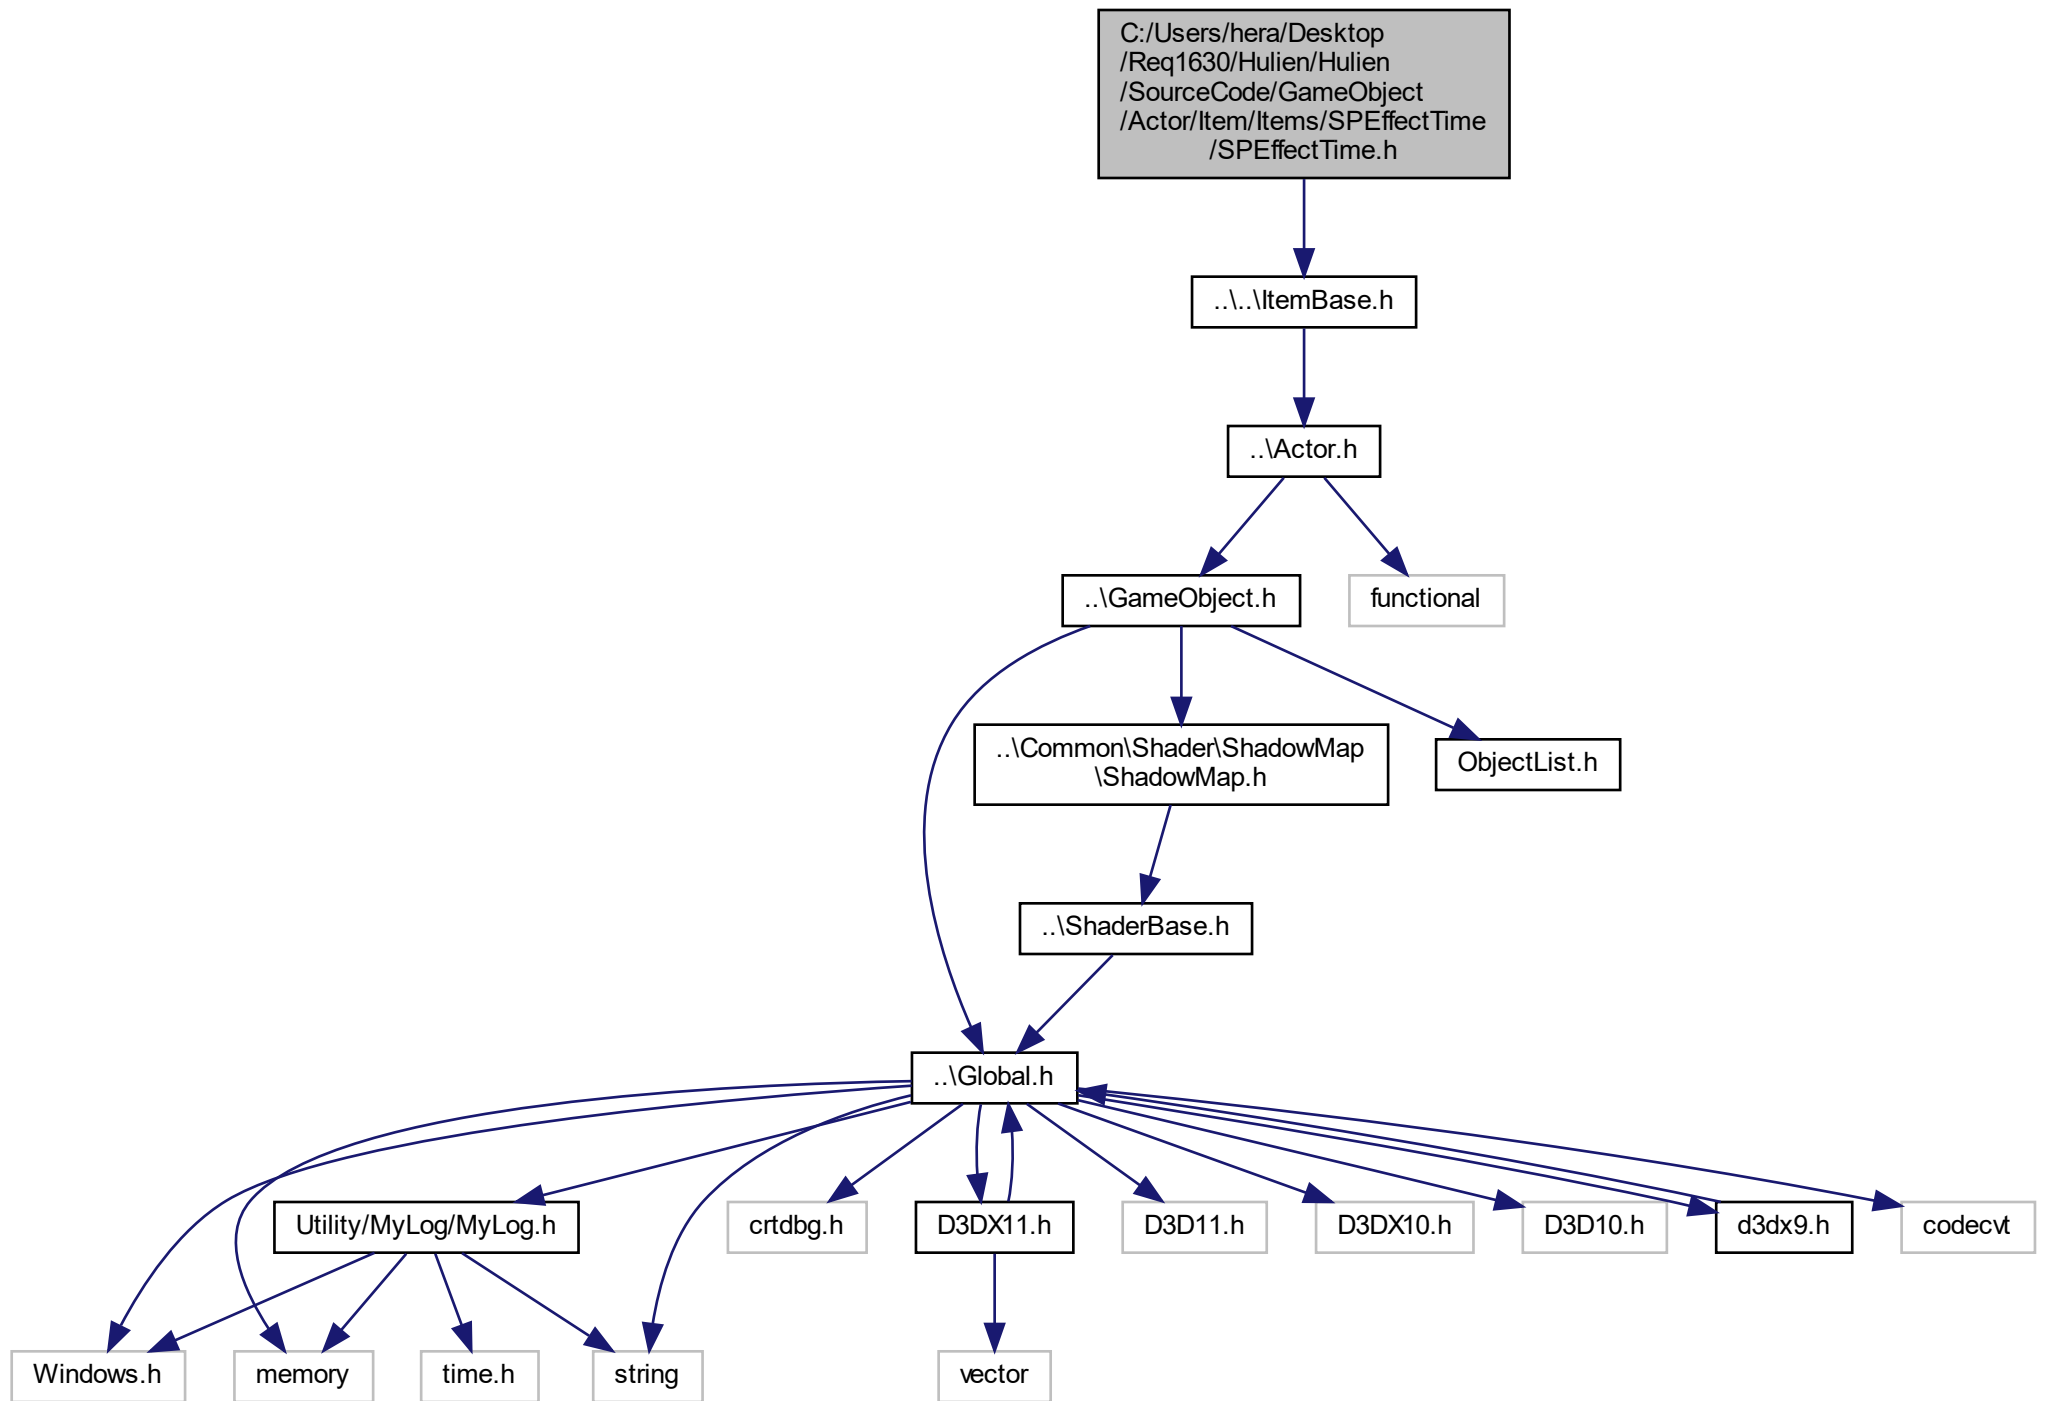 C:/Users/hera/Desktop
/Req1630/Hulien/Hulien
/SourceCode/GameObject
/Actor/Item/Items/SPEffectTime
/SPEffectTime.h
..\..\ItemBase.h
..\Actor.h
..\GameObject.h
functional
..\Common\Shader\ShadowMap
\ShadowMap.h
ObjectList.h
..\ShaderBase.h
..\Global.h
Utility/MyLog/MyLog.h
crtdbg.h
D3DX11.h
D3D11.h
D3DX10.h
D3D10.h
d3dx9.h
codecvt
Windows.h
memory
time.h
string
vector